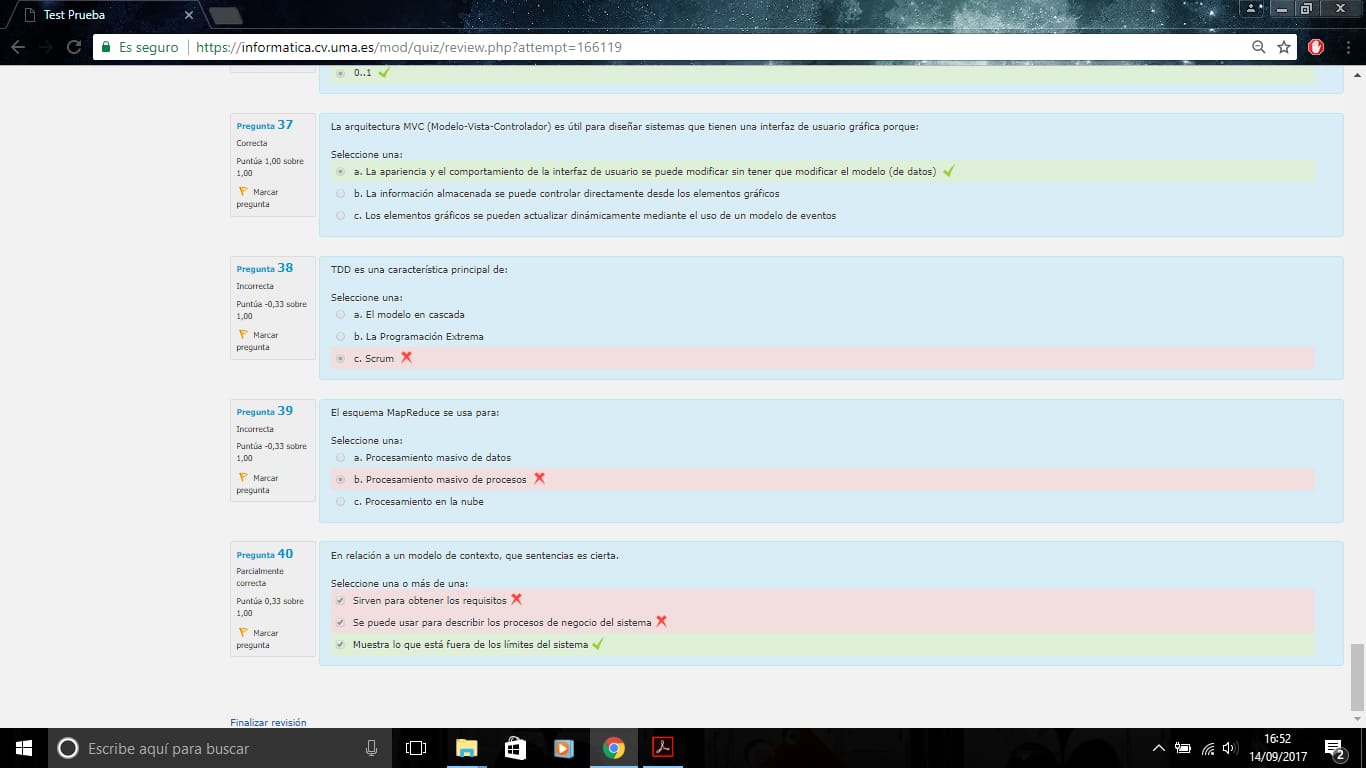 Test Prueba
Es seguro | https://informatica.cv.uma.es/mod/quiz/review.php?attempt=166119
0..1
Pregunta 37
Correcta
Puntúa 1,00 sobre
1,00
Marcar
pregunta
La arquitectura MVC (Modelo-Vista-Controlador) es útil para diseñar sistemas que tienen una interfaz de usuario gráfica porque:
Seleccione una:
a. La apariencia y el comportamiento de la interfaz de usuario se puede modificar sin tener que modificar el modelo (de datos)
b. La información almacenada se puede controlar directamente desde los elementos gráficos
c. Los elementos gráficos se pueden actualizar dinámicamente mediante el uso de un modelo de eventos
Pregunta 38
Incorrecta
Puntúa -0,33 sobre
1,00
Marcar
pregunta
TDD es una característica principal de:
Seleccione una:
a. El modelo en cascada
b. La Programación Extrema
c. Scrum
Pregunta 39
Incorrecta
Puntúa -0,33 sobre
1,00
Marcar
pregunta
El esquema MapReduce se usa para:
Seleccione una:
a. Procesamiento masivo de datos
b. Procesamiento masivo de procesos
c. Procesamiento en la nube
Pregunta 40
Parcialmente
correcta
Puntúa 0,33 sobre
1,00
Marcar
pregunta
En relación a un modelo de contexto, que sentencias es cierta.
Seleccione una o más de una:
Sirven para obtener los requisitos
Se puede usar para describir los procesos de negocio del sistema
Muestra lo que está fuera de los límites del sistema
Finalizar revisión
Escribe aquí para buscar
16:52
14/09/2017
2